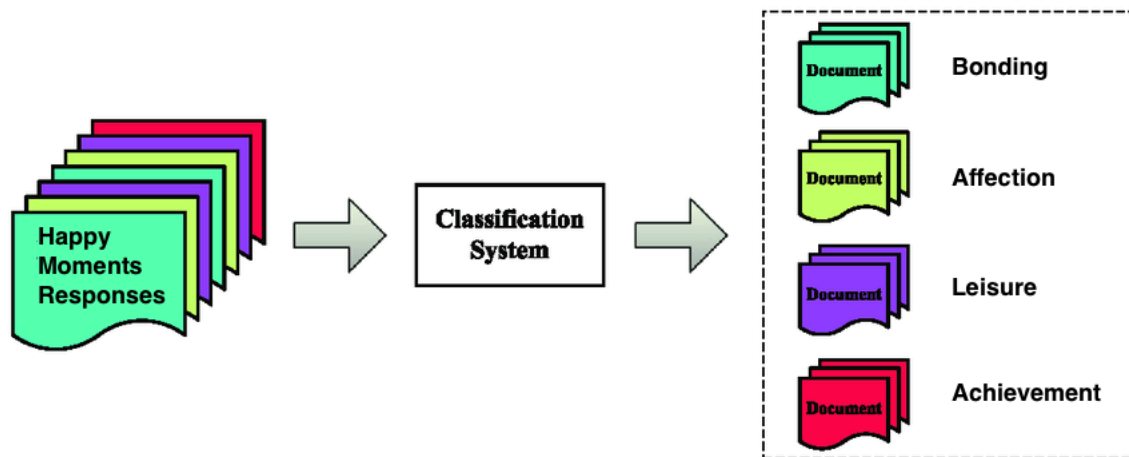 Happy
Moments
Responses
Classification
System
Document
Bonding
Document
Affection
Document
Leisure
Document
Achievement